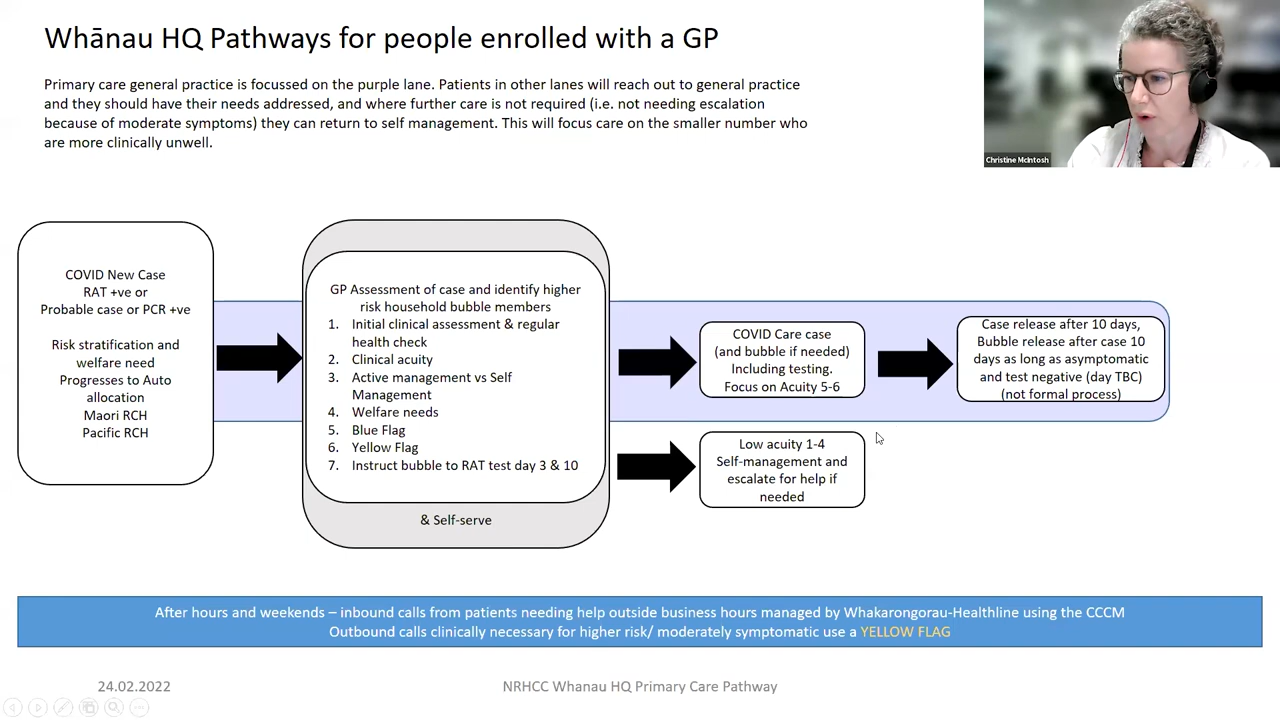 Whānau HQ Pathways for people enrolled with a GP
Primary care general practice is focussed on the purple lane. Patients in other lanes will reach out to general practice
and they should have their needs addressed, and where further care is not required (i.e. not needing escalation
because of moderate symptoms) they can return to self management. This will focus care on the smaller number who
are more clinically unwell.
Christine McIntosh
COVID New Case
RAT +ve or
Probable case or PCR +ve
Risk stratification and
welfare need
Progresses to Auto
allocation
Maori RCH
Pacific RCH
GP Assessment of case and identify higher
risk household bubble members
1. Initial clinical assessment & regular
health check
2. Clinical acuity
3. Active management vs Self
Management
4. Welfare needs
5. Blue Flag
6. Yellow Flag
7. Instruct bubble to RAT test day 3 & 10
& Self-serve
COVID Care case
(and bubble if needed)
Including testing.
Focus on Acuity 5-6
Case release after 10 days,
Bubble release after case 10
days as long as asymptomatic
and test negative (day TBC)
(not formal process)
Low acuity 1-4
Self-management and
escalate for help if
needed
After hours and weekends – inbound calls from patients needing help outside business hours managed by Whakarongorau-Healthline using the CCCM
Outbound calls clinically necessary for higher risk/ moderately symptomatic use a YELLOW FLAG
24.02.2022
NRHCC Whanau HQ Primary Care Pathway